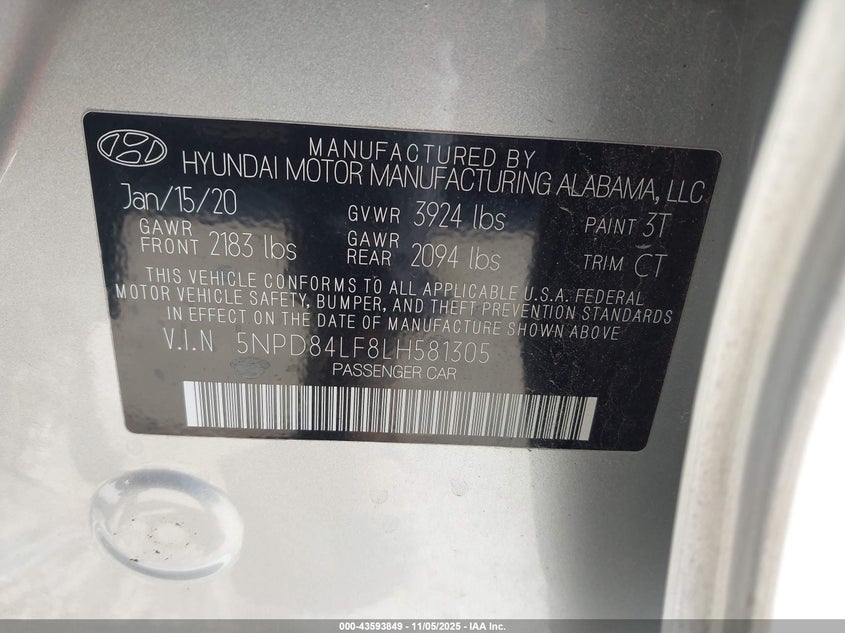 MANUFACTURED BY
HYUNDAI MOTOR MANUFACTURING ALABAMA, LLC
Jan/15/20 GVWR 3924 lbs PAINT 3T
GAWR FRONT 2183 lbs GAWR REAR 2094 lbs TRIM CT
THIS VEHICLE CONFORMS TO ALL APPLICABLE U.S.A. FEDERAL
MOTOR VEHICLE SAFETY, BUMPER, AND THEFT PREVENTION STANDARDS
IN EFFECT ON THE DATE OF MANUFACTURE SHOWN ABOVE
V.I.N 5NPD84LF8LH581305
PASSENGER CAR
000-43593849 - 11/05/2025 - IAA Inc.